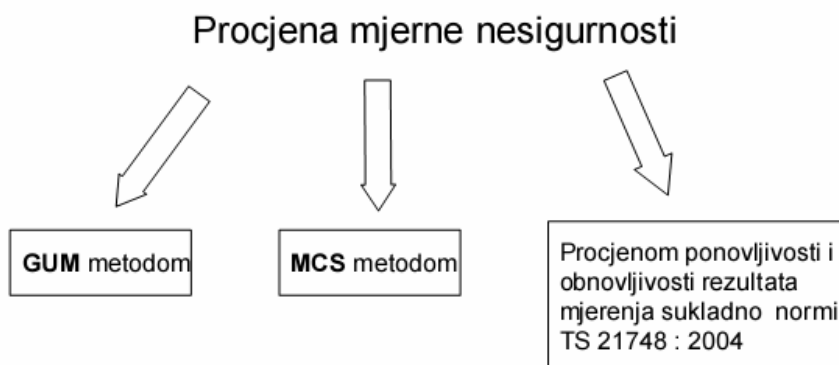 Procjena mjerne nesigurnosti
GUM metodom
MCS metodom
Procjenom ponovljivosti i
obnovljivosti rezultata
mjerenja sukladno normi
TS 21748 : 2004